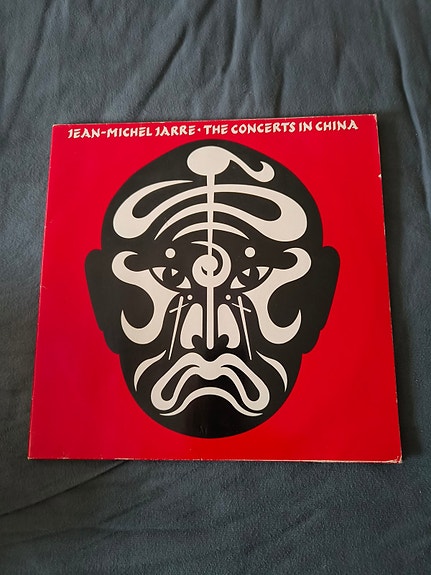 JEAN-MICHEL JARRE • THE CONCERTS IN CHINA